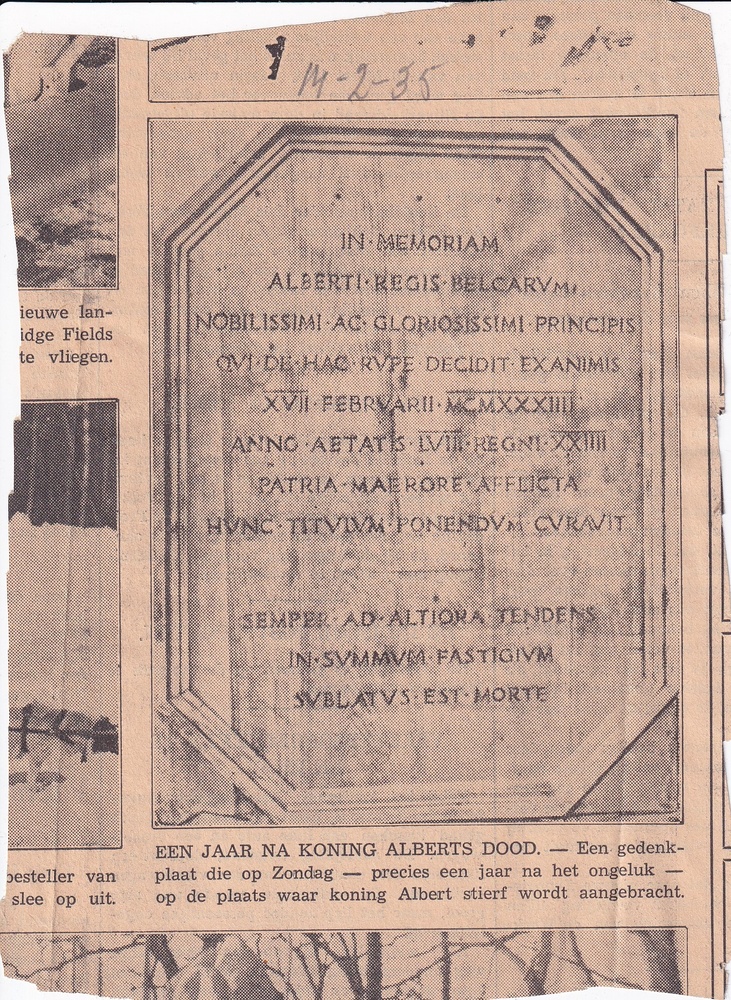 14-2-35
IN·MEMORIAM
ALBERTI·REGIS·BELGARVM,
NOBILISSIMI·AC·GLORIOSISSIMI·PRINCIPIS
QVI·DE·HAC·RVPE·DECIDIT·EXANIMIS
XVII·FEBRVARII·MCMXXXIIII
ANNO·AETATIS·LVIII·REGNI·XXIIII
PATRIA·MAERORE·AFFLICTA
HVNC·TITVLVM·PONENDVM·CVRAVIT
SEMPER·AD·ALTIORA TENDENS
IN·SVMMVM·FASTIGIVM
SVBLATVS·EST·MORTE
EEN JAAR NA KONING ALBERTS DOOD. — Een gedenk-
plaat die op Zondag — precies een jaar na het ongeluk —
op de plaats waar koning Albert stierf wordt aangebracht.
ieuwe lan-
idge Fields
te vliegen.
besteller van
slee op uit.